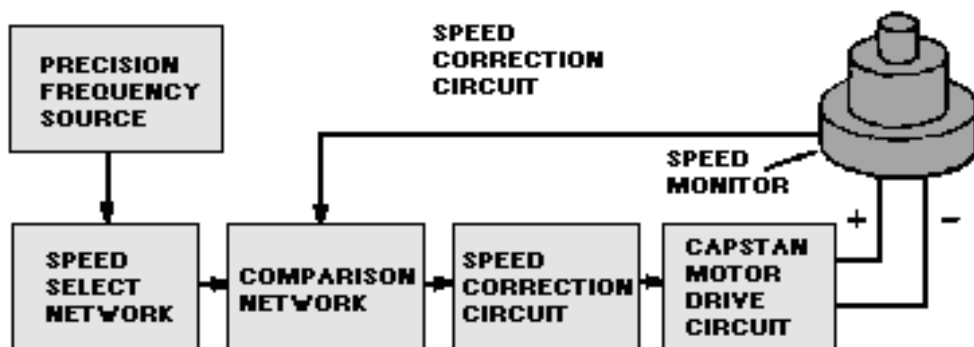 PRECISION
FREQUENCY
SOURCE
SPEED
CORRECTION
CIRCUIT
SPEED
MONITOR
+ -
SPEED
SELECT
NETWORK
COMPARISON
NETWORK
SPEED
CORRECTION
CIRCUIT
CAPSTAN
MOTOR
DRIVE
CIRCUIT